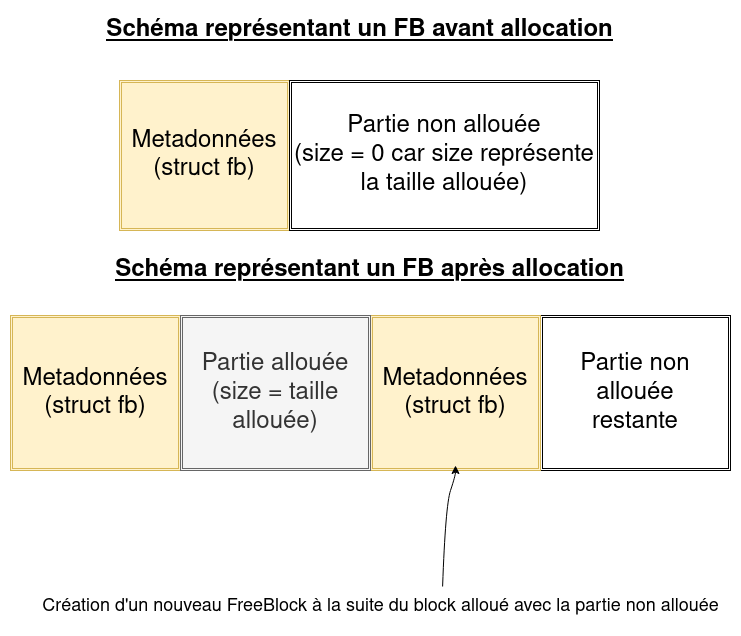 Schéma représentant un FB avant allocation
Metadonnées
(struct fb)
Partie non allouée
(size = 0 car size représente
la taille allouée)
Schéma représentant un FB après allocation
Metadonnées
(struct fb)
Partie allouée
(size = taille
allouée)
Metadonnées
(struct fb)
Partie non
allouée
restante
Création d'un nouveau FreeBlock à la suite du block alloué avec la partie non allouée